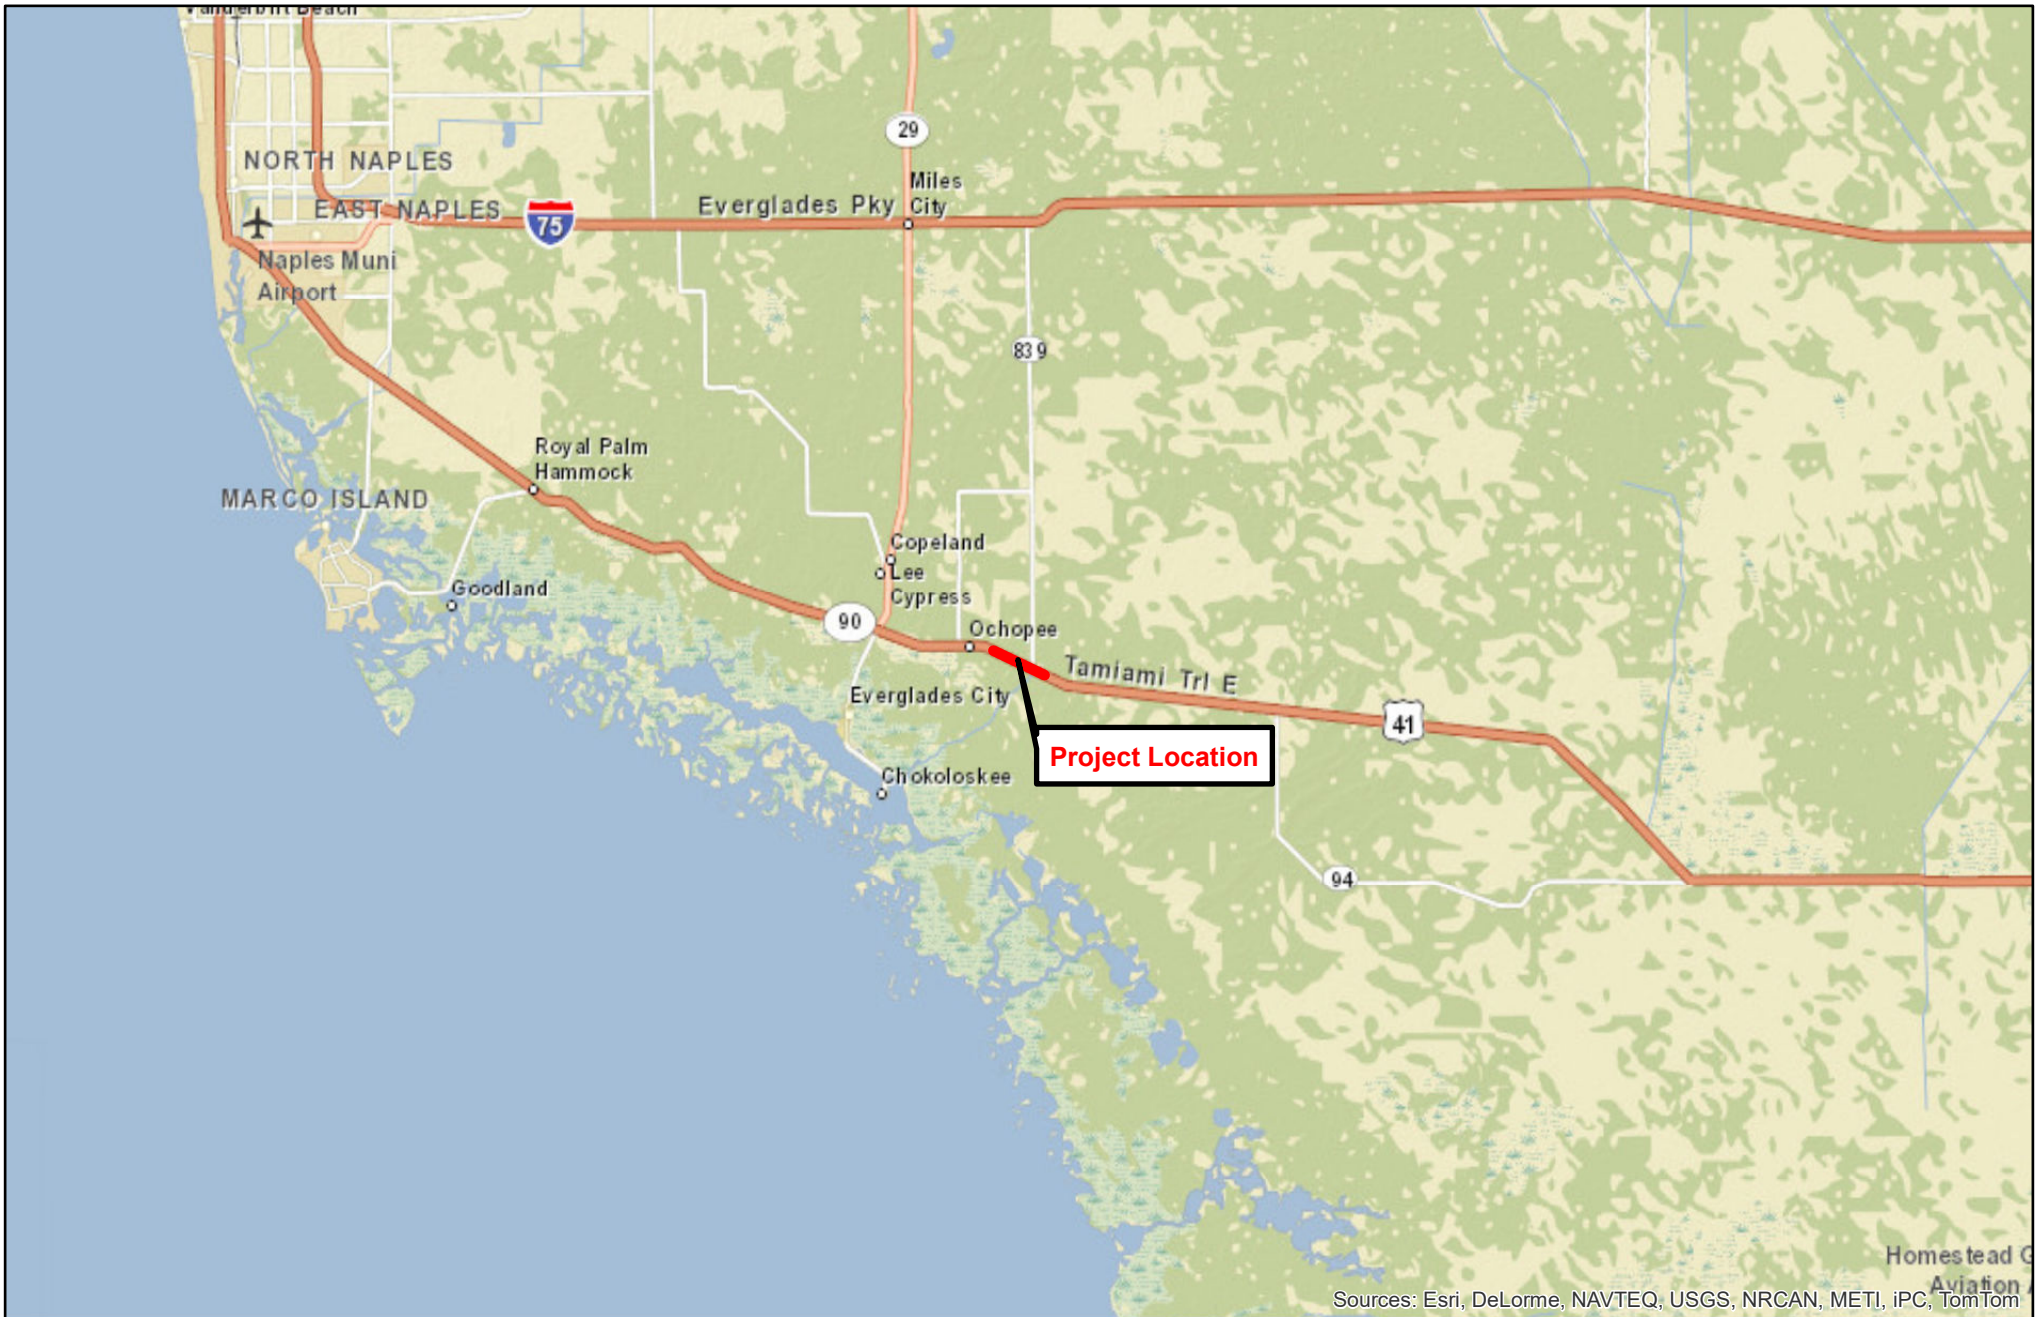 Vanderbilt Beach
29
NORTH NAPLES
Miles
City
Everglades Pky
EAST NAPLES
75
Naples Muni
Airport
839
Royal Palm
Hammock
MARCO ISLAND
Copeland
Lee
Cypress
Goodland
90
Ochopee
Tamiami Trl E
Everglades City
41
Project Location
Chokoloskee
94
Homestead G
Aviation
Sources: Esri, DeLorme, NAVTEQ, USGS, NRCAN, METI, iPC, TomTom